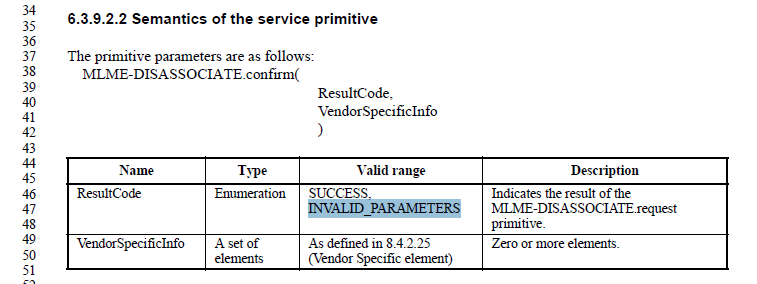 34
35 6.3.9.2.2 Semantics of the service primitive
36
37 The primitive parameters are as follows:
38 MLME-DISASSOCIATE.confirm(
39 ResultCode,
40
41 VendorSpecificInfo
42 )
43
44 Name Type Valid range Description
45
46 ResultCode Enumeration SUCCESS, Indicates the result of the
47 INVALID_PARAMETERS MLME-DISASSOCIATE.request
48 primitive.
49 VendorSpecificInfo A set of As defined in 8.4.2.25 Zero or more elements.
50 elements (Vendor Specific element)
51